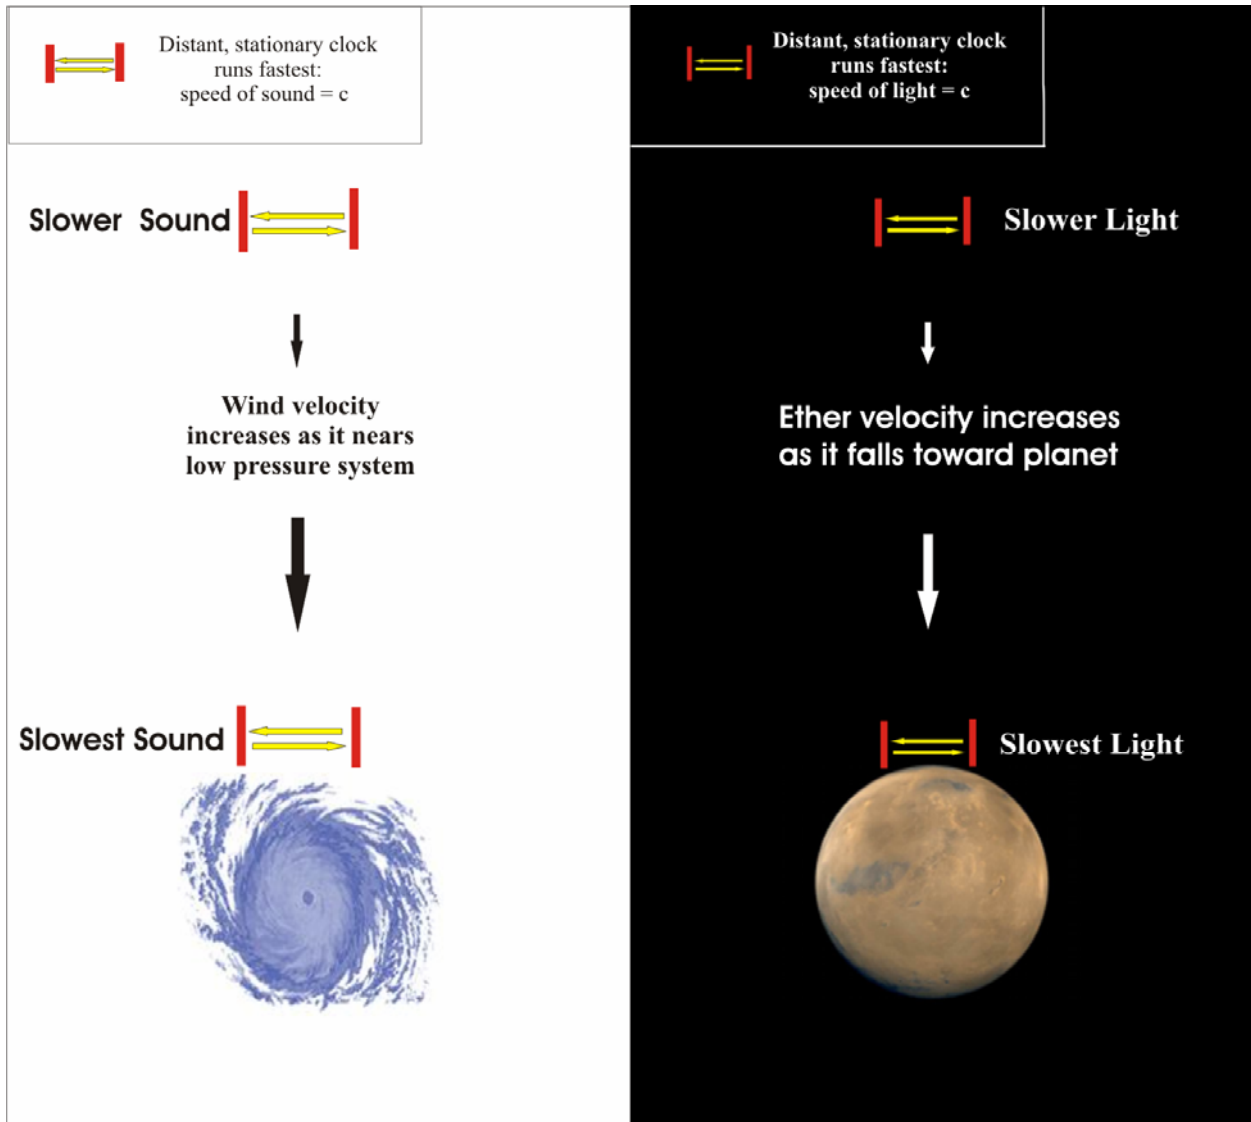 Distant, stationary clock
runs fastest:
speed of sound = c
Slower Sound
Wind velocity
increases as it nears
low pressure system
Slowest Sound
Distant, stationary clock
runs fastest:
speed of light = c
Slower Light
Ether velocity increases
as it falls toward planet
Slowest Light